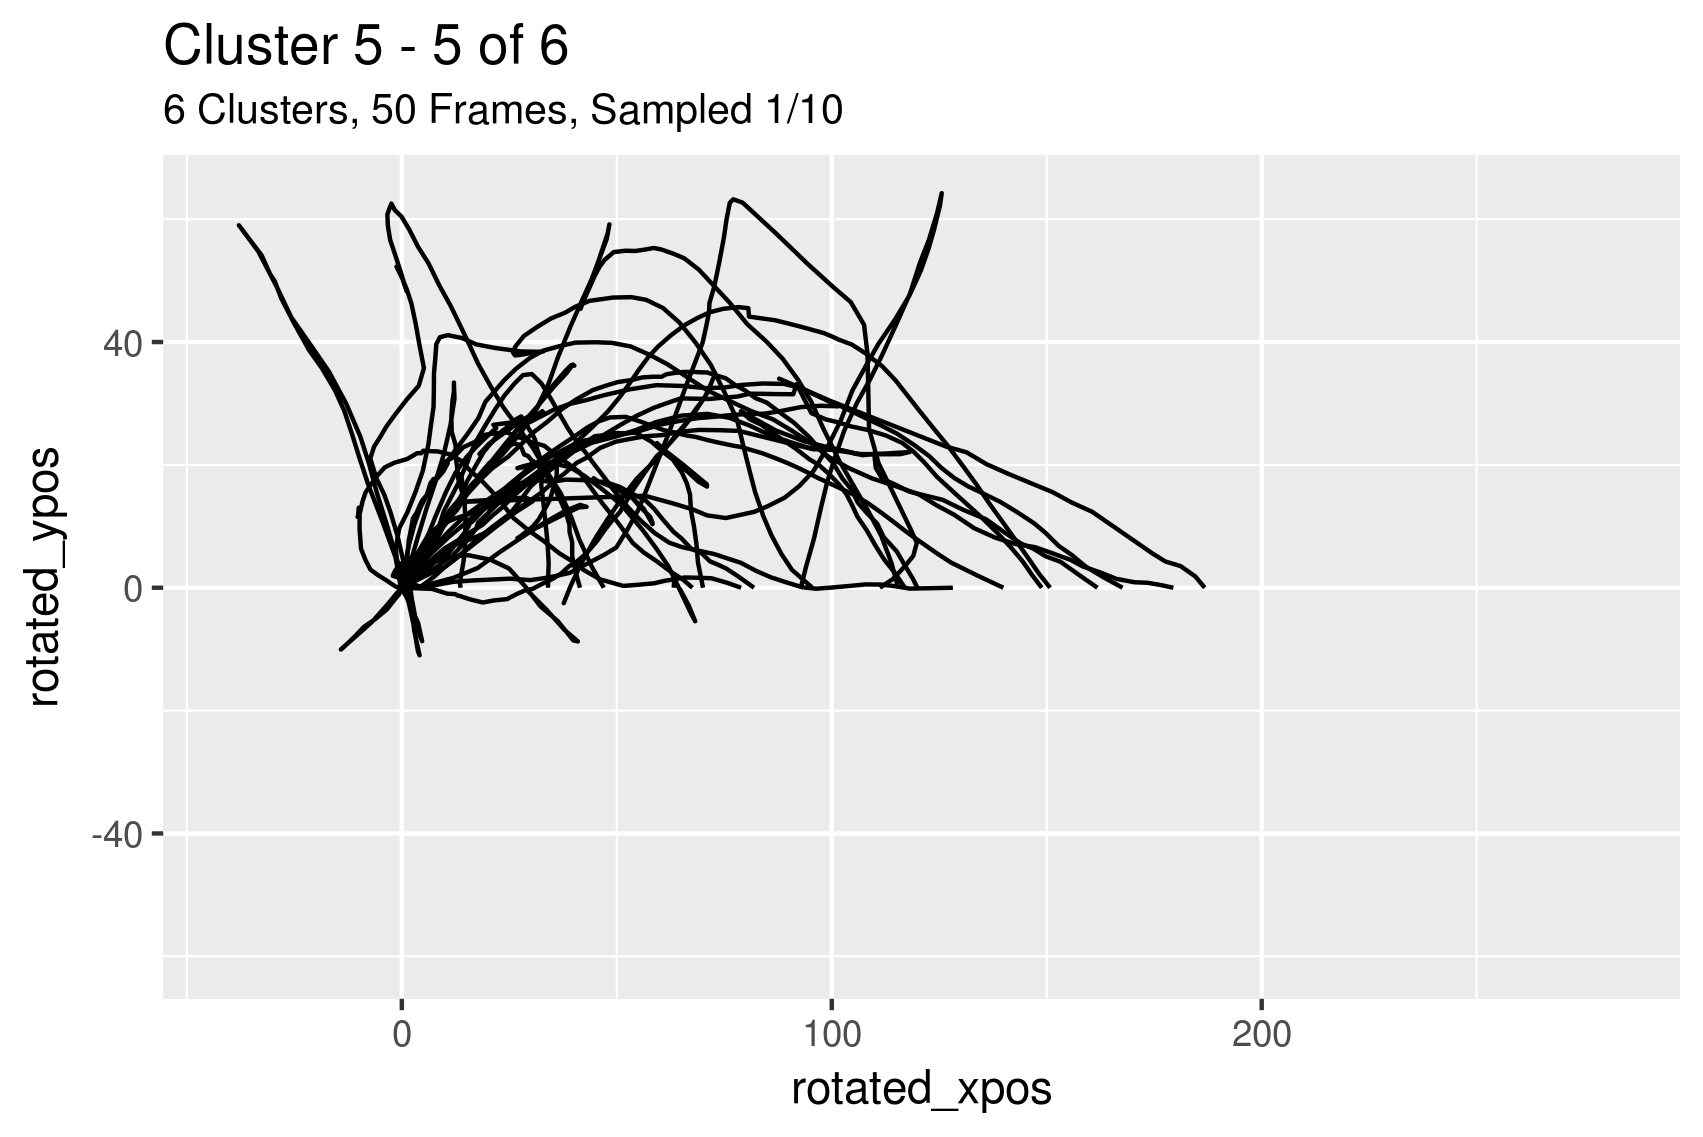 Cluster 5 - 5 of 6
6 Clusters, 50 Frames, Sampled 1/10
rotated_ypos
40
0
-40
0
100
200
rotated_xpos